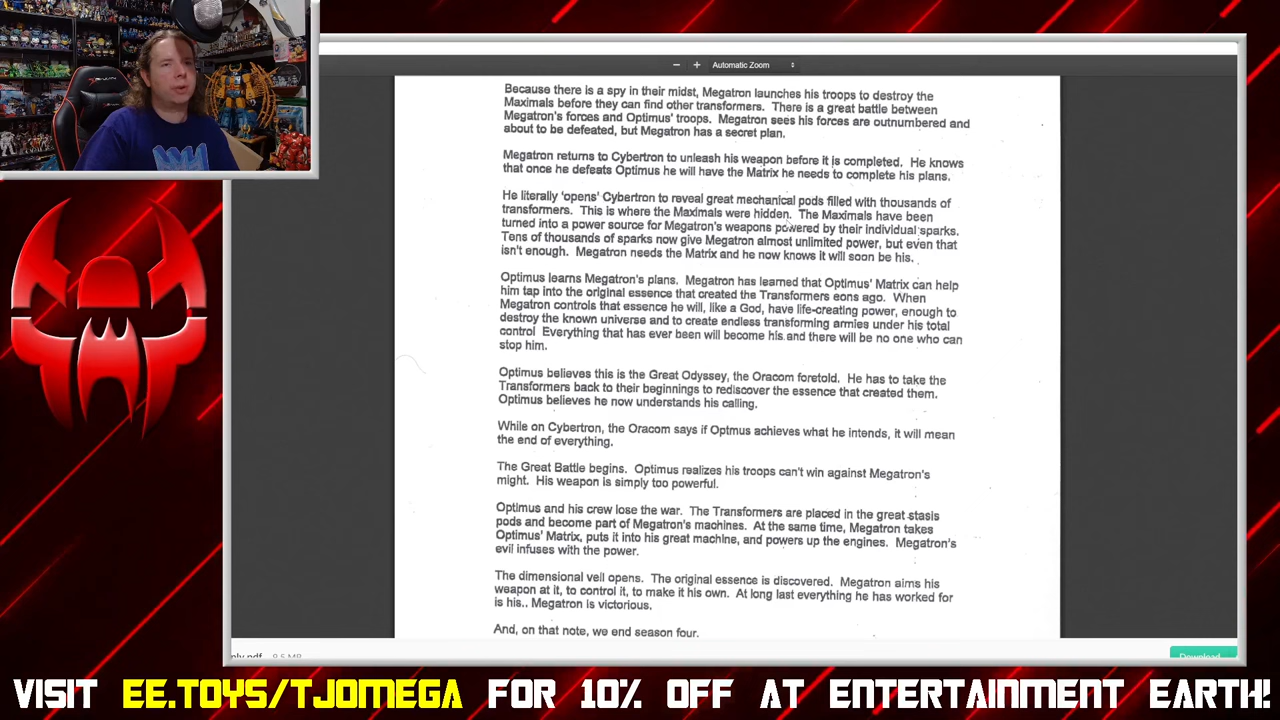 Automatic Zoom
Because there is a spy in their midst, Megatron launches his troops to destroy the
Maximals before they can find other transformers. There is a great battle between
Megatron's forces and Optimus' troops. Megatron sees his forces are outnumbered and
about to be defeated, but Megatron has a secret plan.
Megatron returns to Cybertron to unleash his weapon before it is completed. He knows
that once he defeats Optimus he will have the Matrix he needs to complete his plans.
He literally 'opens' Cybertron to reveal great mechanical pods filled with thousands of
transformers. This is where the Maximals were hidden. The Maximals have been
turned into a power source for Megatron's weapons powered by their individual sparks.
Tens of thousands of sparks now give Megatron almost unlimited power, but even that
isn't enough. Megatron needs the Matrix and he now knows it will soon be his.
Optimus learns Megatron's plans. Megatron has learned that Optimus' Matrix can help
him tap into the original essence that created the Transformers eons ago. When
Megatron controls that essence he will, like a God, have life-creating power, enough to
destroy the known universe and to create endless transforming armies under his total
control Everything that has ever been will become his and there will be no one who can
stop him.
Optimus believes this is the Great Odyssey, the Oracom foretold. He has to take the
Transformers back to their beginnings to rediscover the essence that created them.
Optimus believes he now understands his calling.
While on Cybertron, the Oracom says if Optmus achieves what he intends, it will mean
the end of everything.
The Great Battle begins. Optimus realizes his troops can't win against Megatron's
might. His weapon is simply too powerful.
Optimus and his crew lose the war. The Transformers are placed in the great stasis
pods and become part of Megatron's machines. At the same time, Megatron takes
Optimus' Matrix, puts it into his great machine, and powers up the engines. Megatron's
evil infuses with the power.
The dimensional veil opens. The original essence is discovered. Megatron aims his
weapon at it, to control it, to make it his own. At long last everything he has worked for
is his.. Megatron is victorious.
And, on that note, we end season four.
9.5 MB
Download
VISIT EE.TOYS/TJOMEGA FOR 10% OFF AT ENTERTAINMENT EARTH!